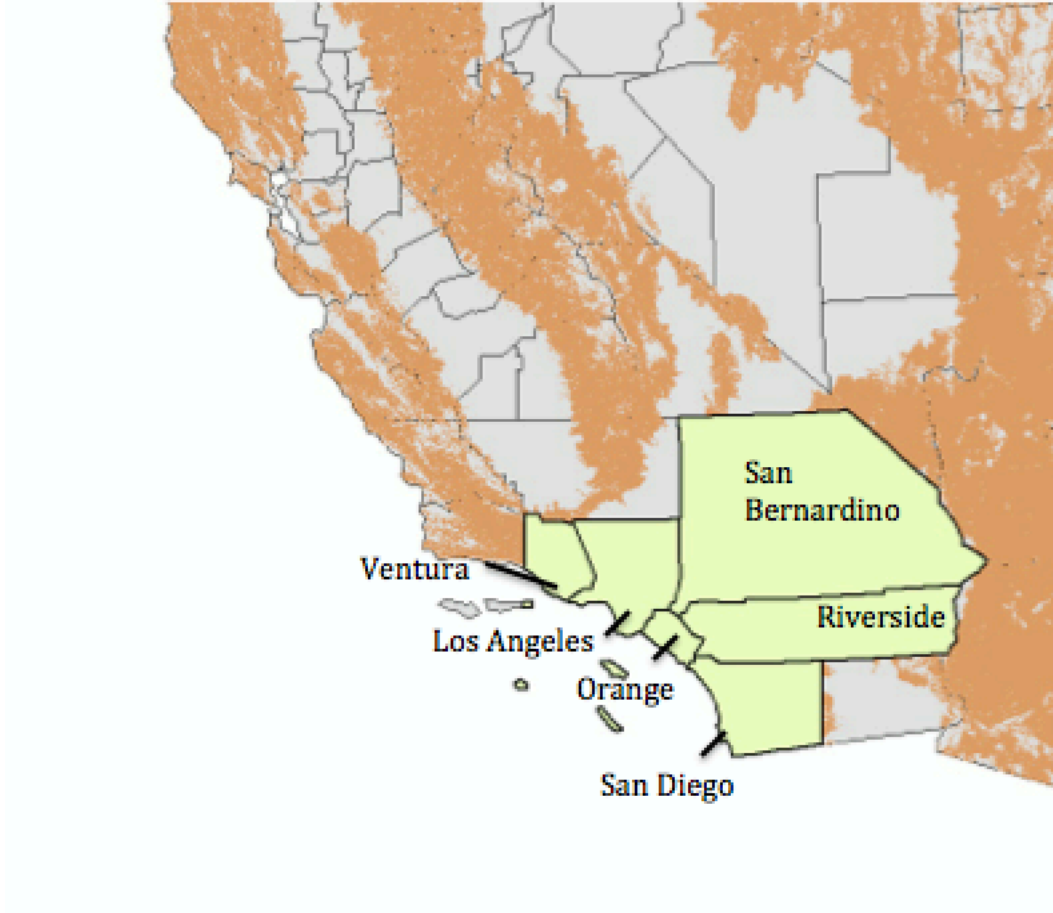 San
Bernardino
Ventura
Riverside
Los Angeles
Orange
San Diego